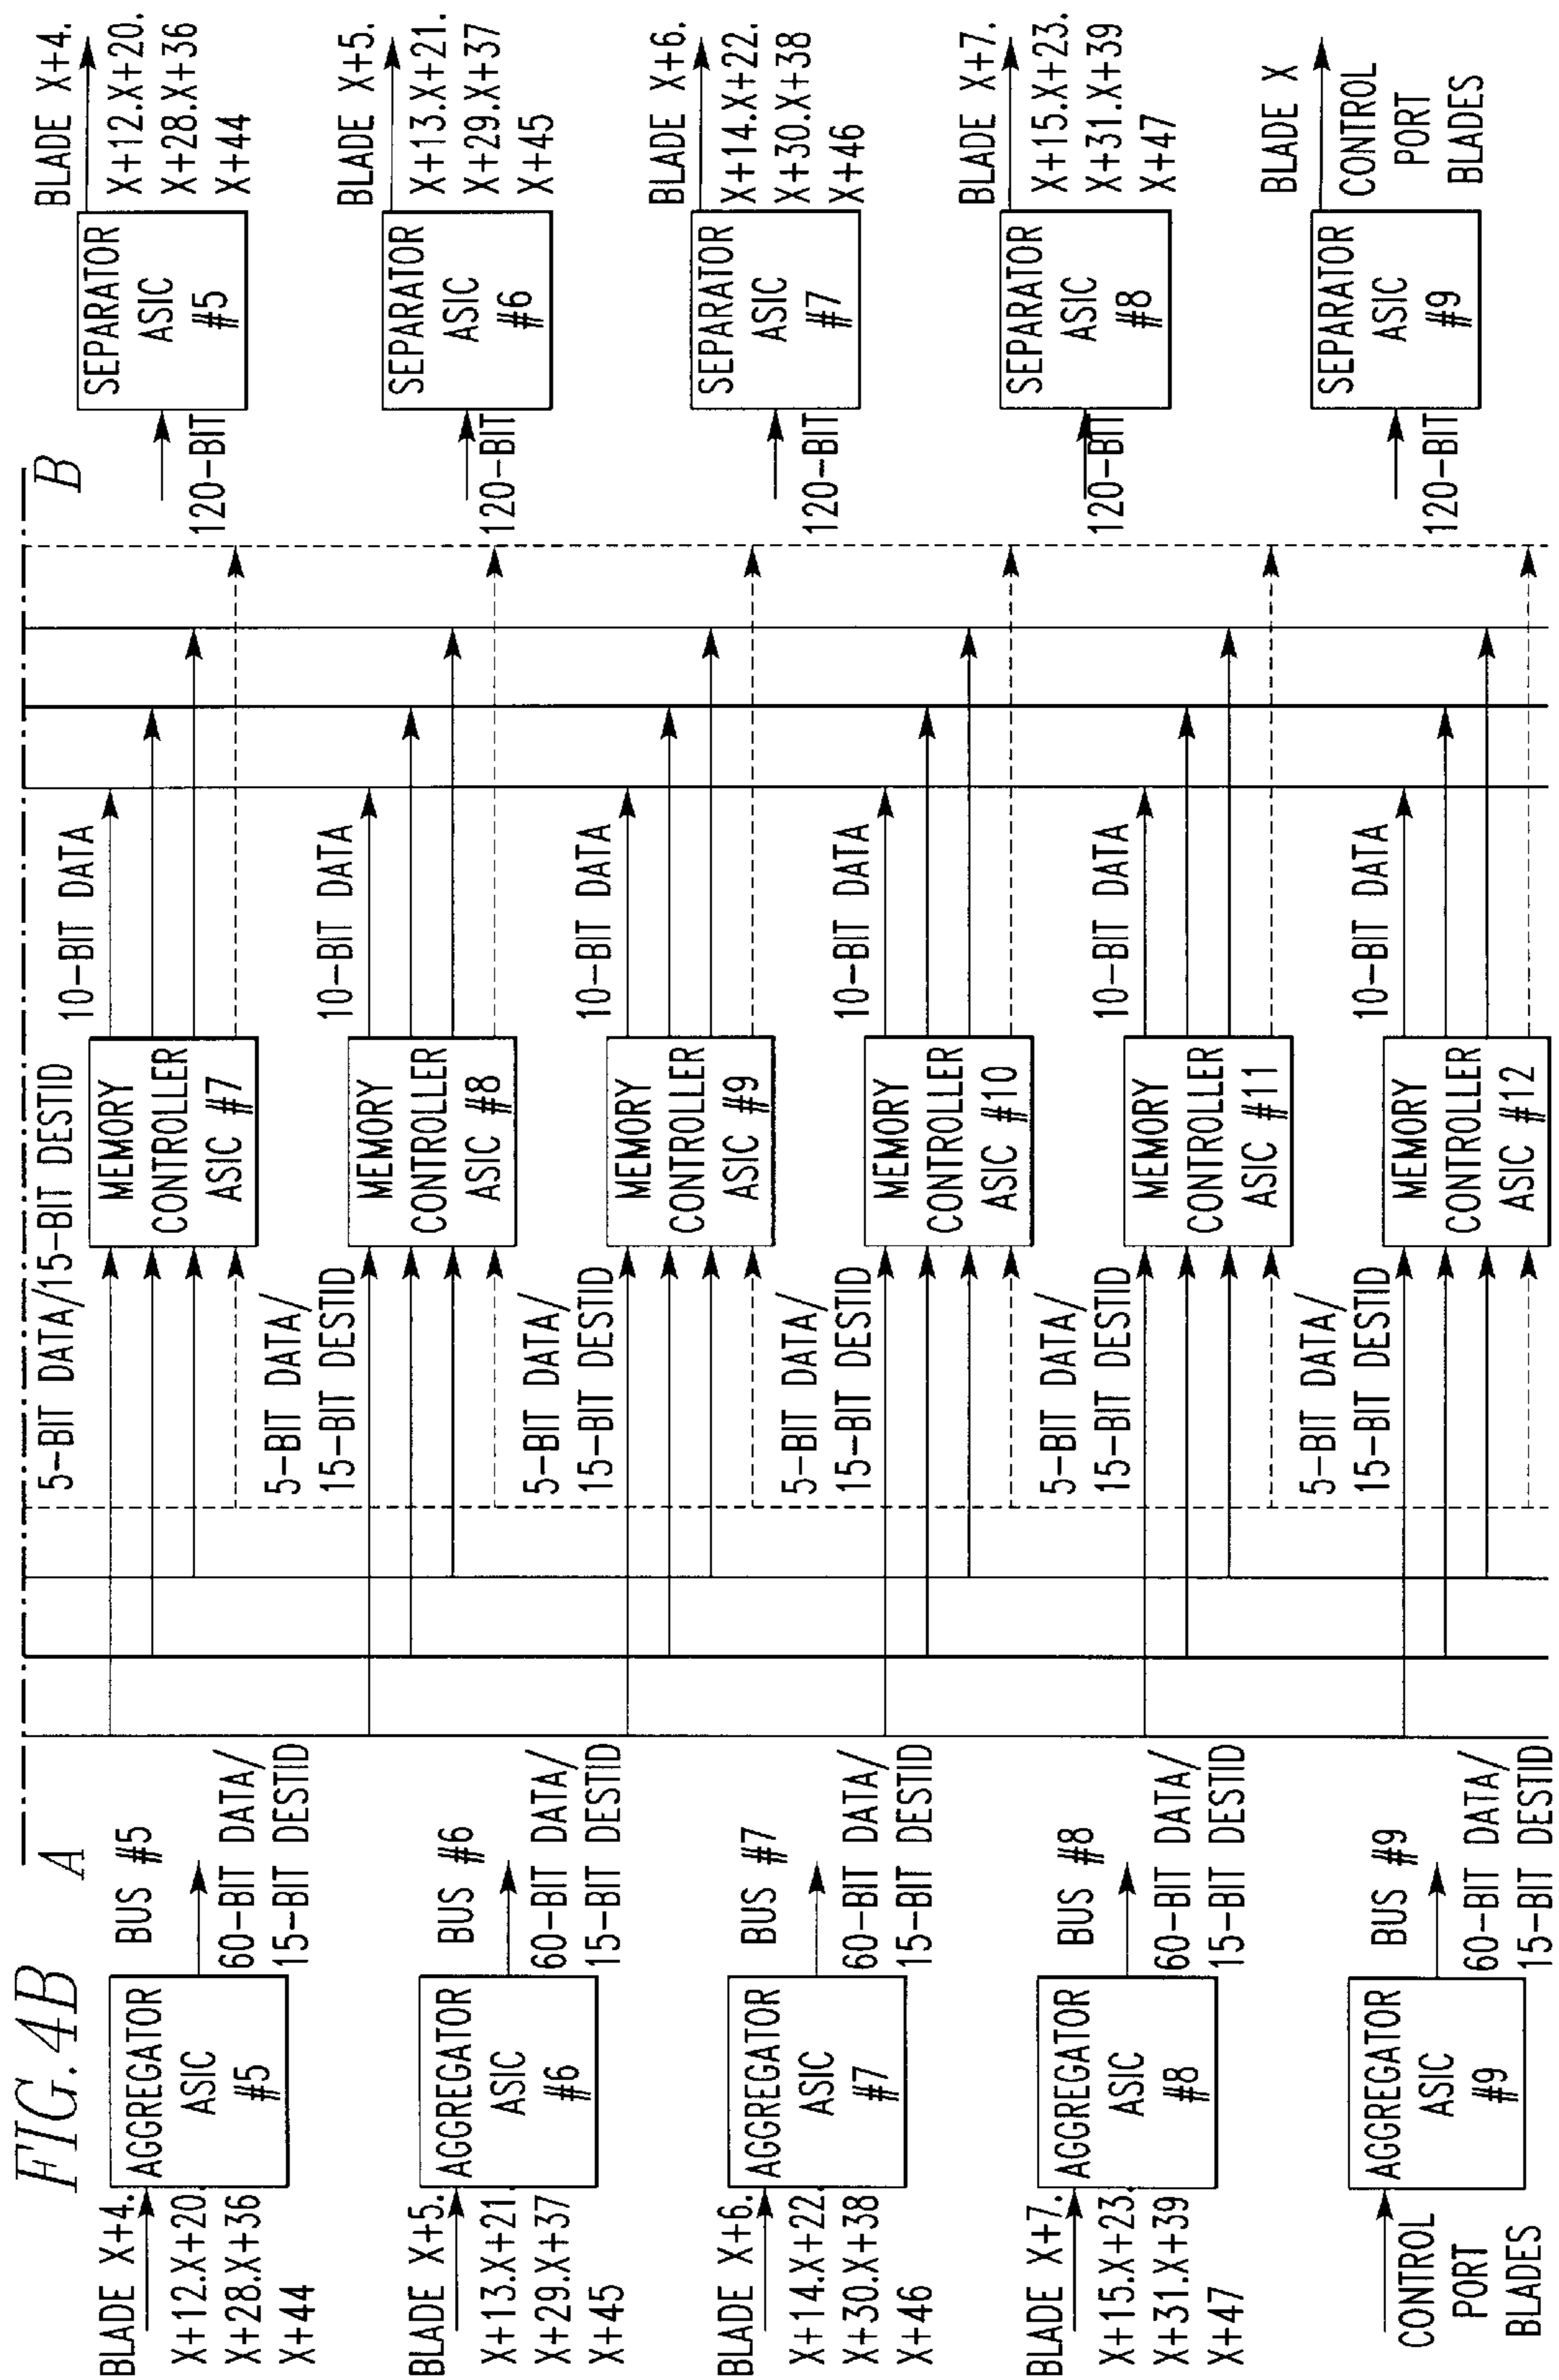 FIG. 4B
A
B
BLADE X+4.
X+12.X+20.
X+28.X+36
X+44
AGGREGATOR
ASIC
#5
BUS #5
60-BIT DATA/
15-BIT DESTID
BLADE X+5.
X+13.X+21.
X+29.X+37
X+45
AGGREGATOR
ASIC
#6
BUS #6
60-BIT DATA/
15-BIT DESTID
BLADE X+6.
X+14.X+22.
X+30.X+38
X+46
AGGREGATOR
ASIC
#7
BUS #7
60-BIT DATA/
15-BIT DESTID
BLADE X+7.
X+15.X+23.
X+31.X+39
X+47
AGGREGATOR
ASIC
#8
BUS #8
60-BIT DATA/
15-BIT DESTID
CONTROL
PORT
BLADES
AGGREGATOR
ASIC
#9
BUS #9
60-BIT DATA/
15-BIT DESTID
5-BIT DATA/15-BIT DESTID
MEMORY
CONTROLLER
ASIC #7
10-BIT DATA
5-BIT DATA/
15-BIT DESTID
MEMORY
CONTROLLER
ASIC #8
10-BIT DATA
5-BIT DATA/
15-BIT DESTID
MEMORY
CONTROLLER
ASIC #9
10-BIT DATA
5-BIT DATA/
15-BIT DESTID
MEMORY
CONTROLLER
ASIC #10
10-BIT DATA
5-BIT DATA/
15-BIT DESTID
MEMORY
CONTROLLER
ASIC #11
10-BIT DATA
5-BIT DATA/
15-BIT DESTID
MEMORY
CONTROLLER
ASIC #12
10-BIT DATA
120-BIT
SEPARATOR
ASIC
#5
BLADE X+4.
X+12.X+20.
X+28.X+36
X+44
120-BIT
SEPARATOR
ASIC
#6
BLADE X+5.
X+13.X+21.
X+29.X+37
X+45
120-BIT
SEPARATOR
ASIC
#7
BLADE X+6.
X+14.X+22.
X+30.X+38
X+46
120-BIT
SEPARATOR
ASIC
#8
BLADE X+7.
X+15.X+23.
X+31.X+39
X+47
120-BIT
SEPARATOR
ASIC
#9
BLADE X
CONTROL
PORT
BLADES